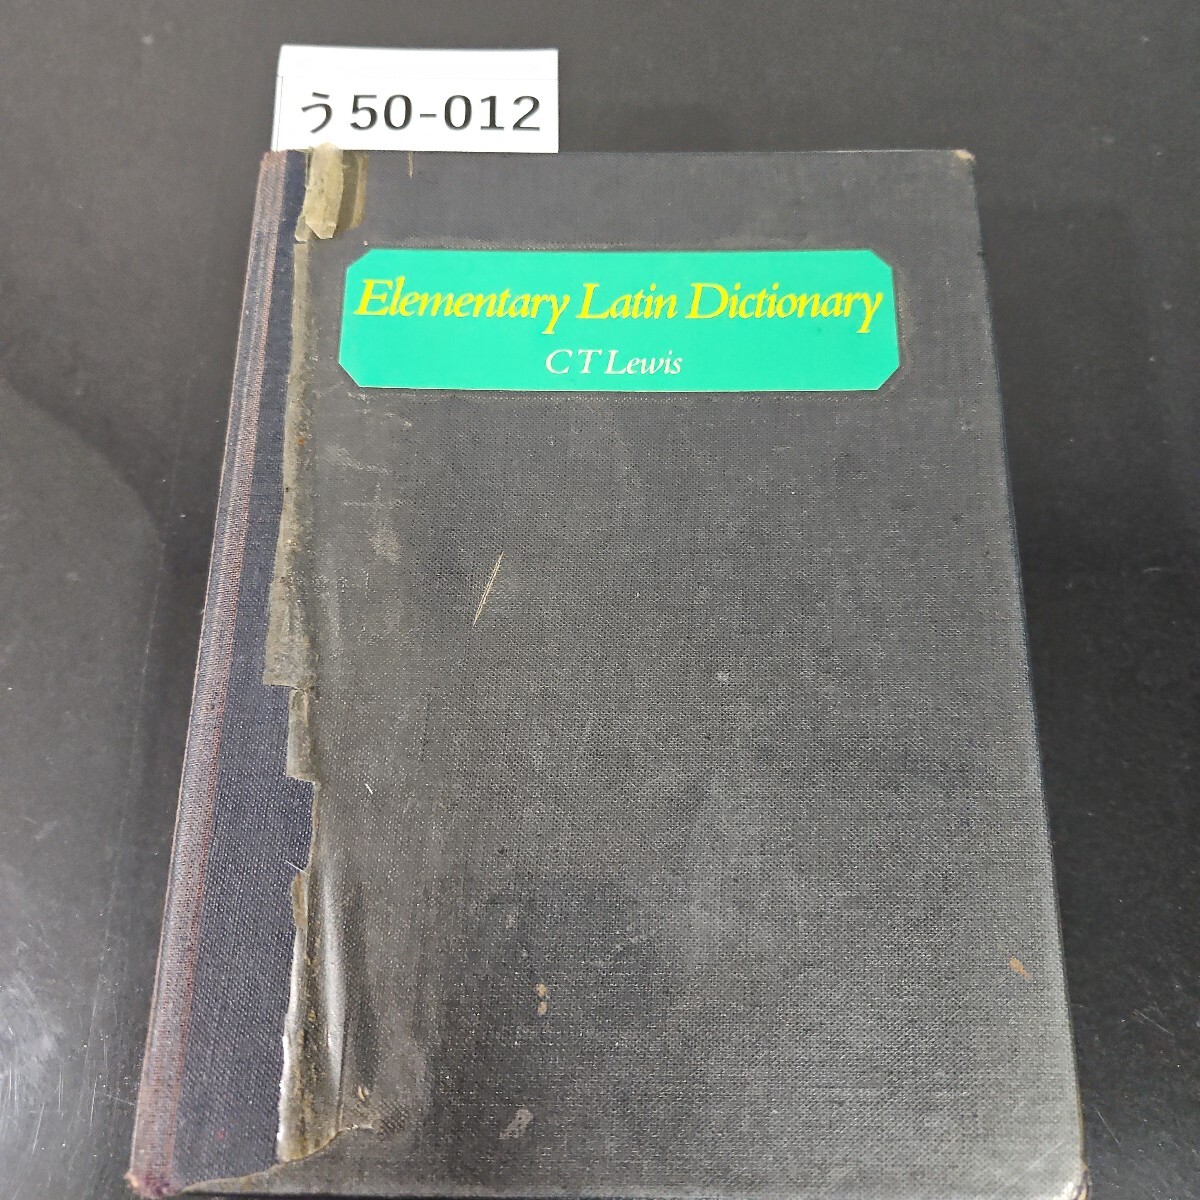 う50-012
Elementary Latin Dictionary
C T Lewis